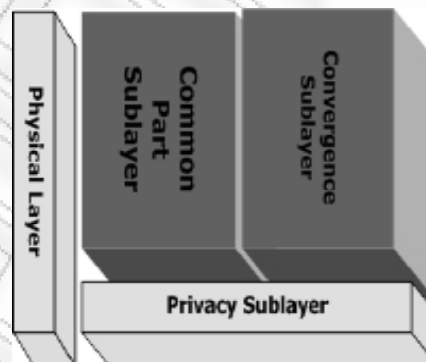 Physical Layer
Common
Part
Sublayer
Convergence
Sublayer
Privacy Sublayer